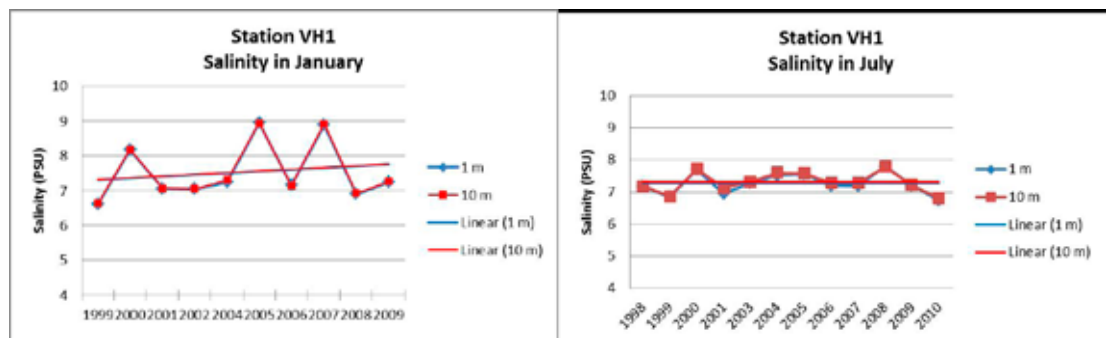 Station VH1
Salinity in January
Salinity (PSU)
10
9
8
7
6
5
4
1999 2000 2001 2002 2004 2005 2006 2007 2008 2009
1 m
10 m
Linear (1 m)
Linear (10 m)
Station VH1
Salinity in July
Salinity (PSU)
10
9
8
7
6
5
4
1998 1999 2000 2001 2003 2004 2005 2006 2007 2008 2009 2010
1 m
10 m
Linear (1 m)
Linear (10 m)